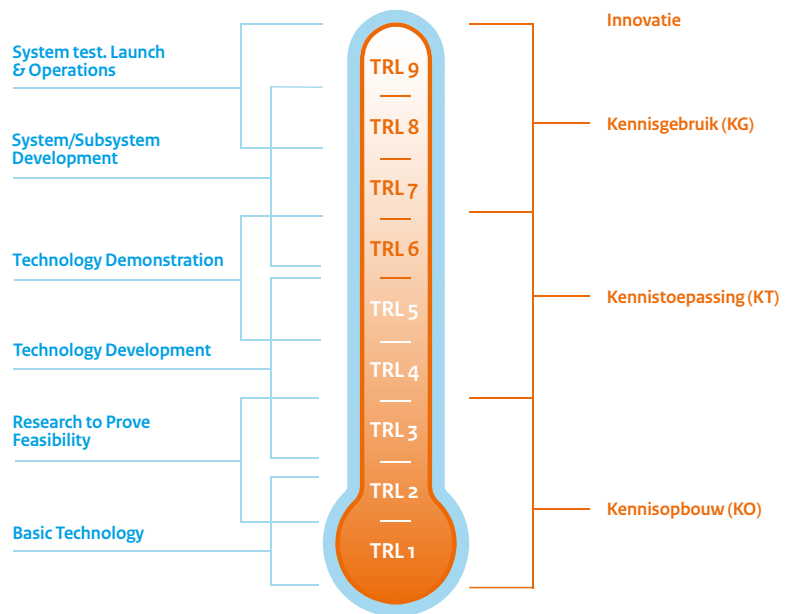 System test. Launch
& Operations
System/Subsystem
Development
Technology Demonstration
Technology Development
Research to Prove
Feasibility
Basic Technology
TRL 9
TRL 8
TRL 7
TRL 6
TRL 5
TRL 4
TRL 3
TRL 2
TRL 1
Innovatie
Kennisgebruik (KG)
Kennistoepassing (KT)
Kennisopbouw (KO)